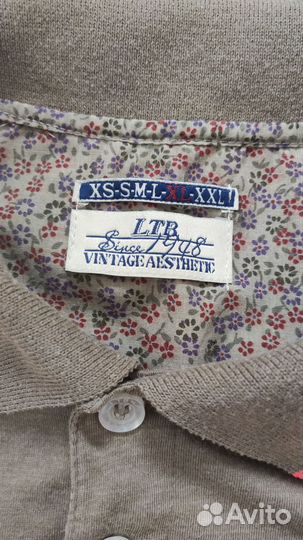 XS-S-M-L-XL-XXL
LTB
Since 1948
VINTAGE AESTHETIC
Avito